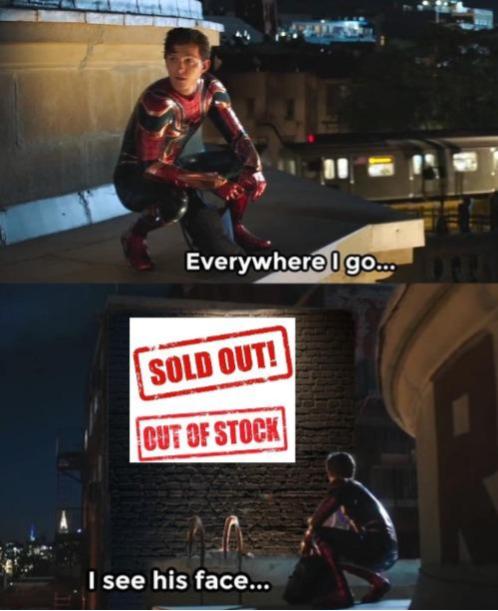 Everywhere I go...
SOLD OUT!
OUT OF STOCK
I see his face...